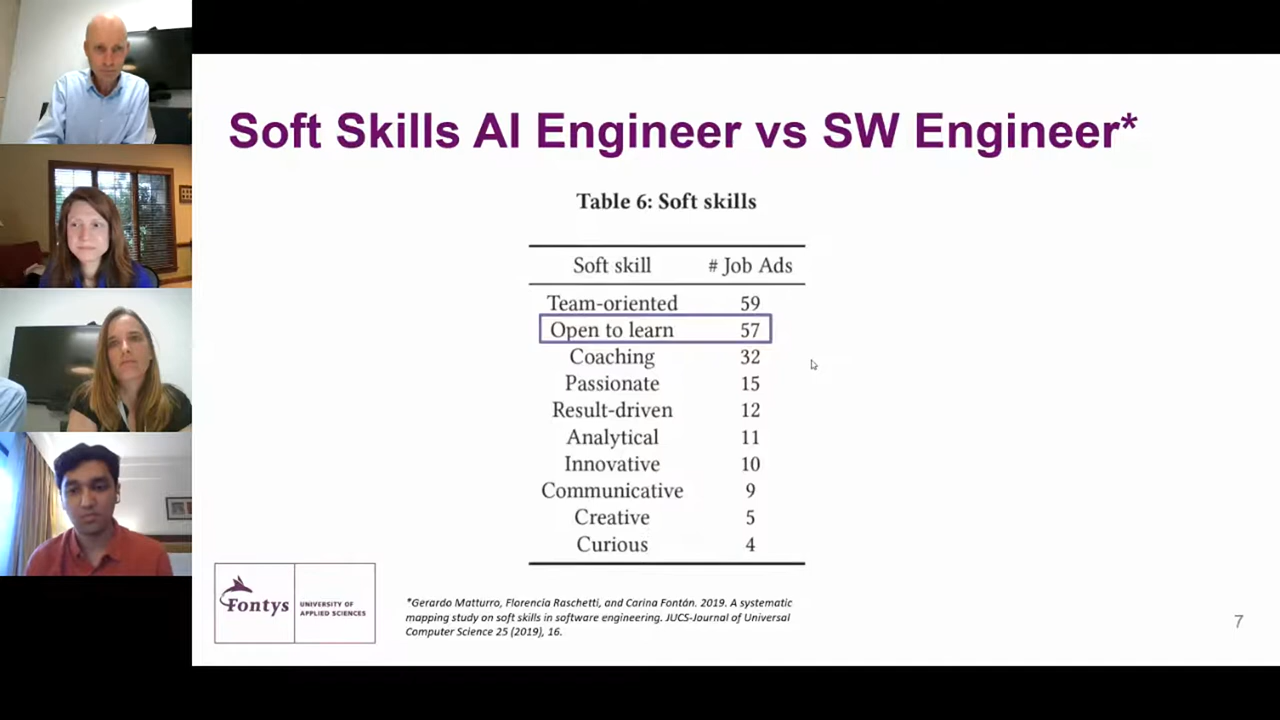 Soft Skills AI Engineer vs SW Engineer*
Table 6: Soft skills
Soft skill # Job Ads
Team-oriented 59
Open to learn 57
Coaching 32
Passionate 15
Result-driven 12
Analytical 11
Innovative 10
Communicative 9
Creative 5
Curious 4
Fontys UNIVERSITY OF
APPLIED SCIENCES
*Gerardo Matturro, Florencia Raschetti, and Carina Fontán. 2019. A systematic
mapping study on soft skills in software engineering. JUCS-Journal of Universal
Computer Science 25 (2019), 16.
7